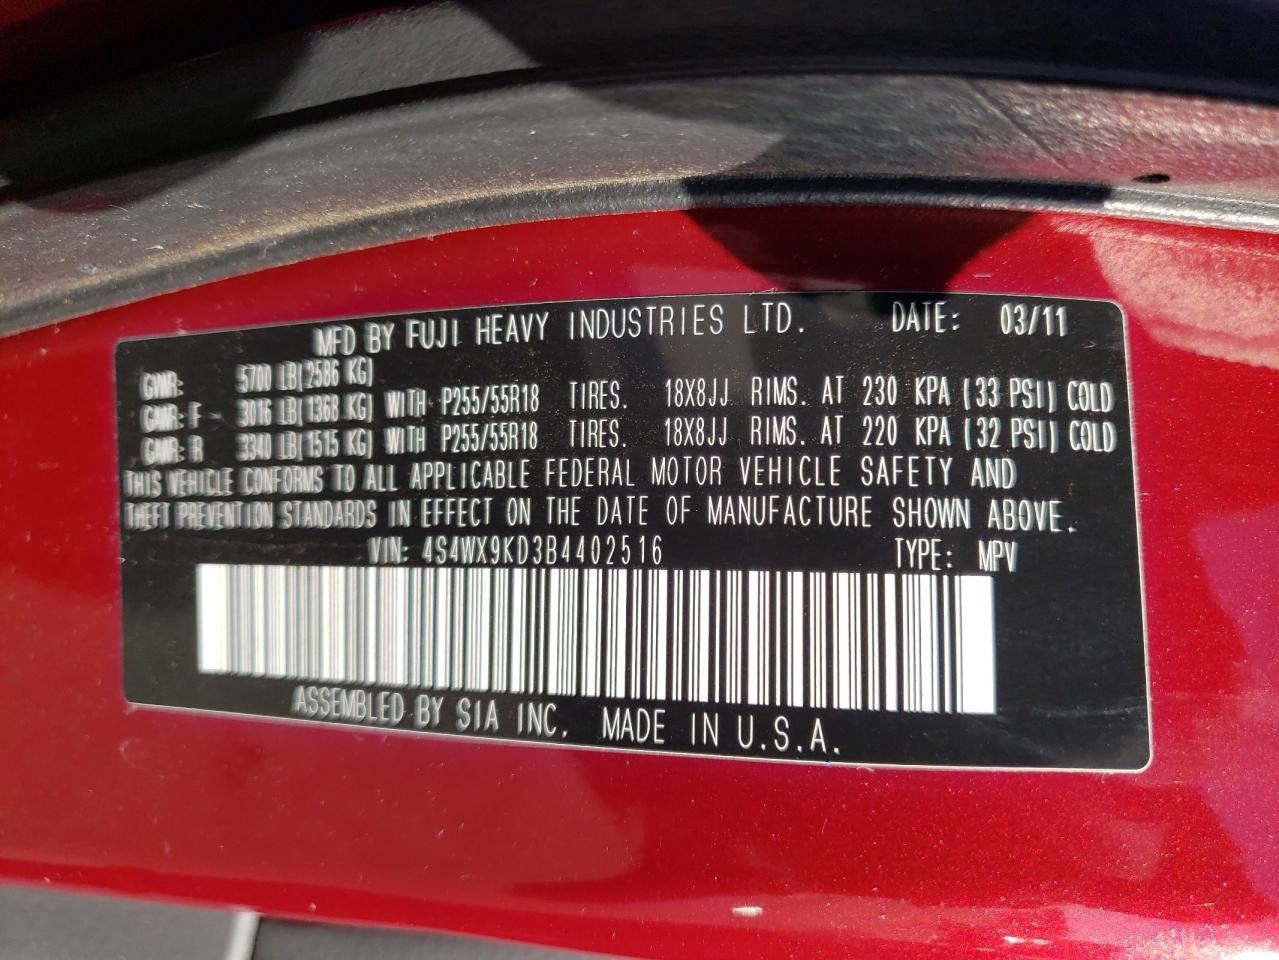 MFD BY FUJI HEAVY INDUSTRIES LTD. DATE: 03/11
GVWR: 5700 LB(2586 KG)
GAWR: F 3016 LB(1368 KG) WITH P255/55R18 TIRES. 18X8JJ RIMS. AT 230 KPA (33 PSI) COLD
GAWR: R 3340 LB(1515 KG) WITH P255/55R18 TIRES. 18X8JJ RIMS. AT 220 KPA (32 PSI) COLD
THIS VEHICLE CONFORMS TO ALL APPLICABLE FEDERAL MOTOR VEHICLE SAFETY AND
THEFT PREVENTION STANDARDS IN EFFECT ON THE DATE OF MANUFACTURE SHOWN ABOVE.
VIN: 4S4WX9KD3B4402516 TYPE: MPV
ASSEMBLED BY SIA INC. MADE IN U.S.A.